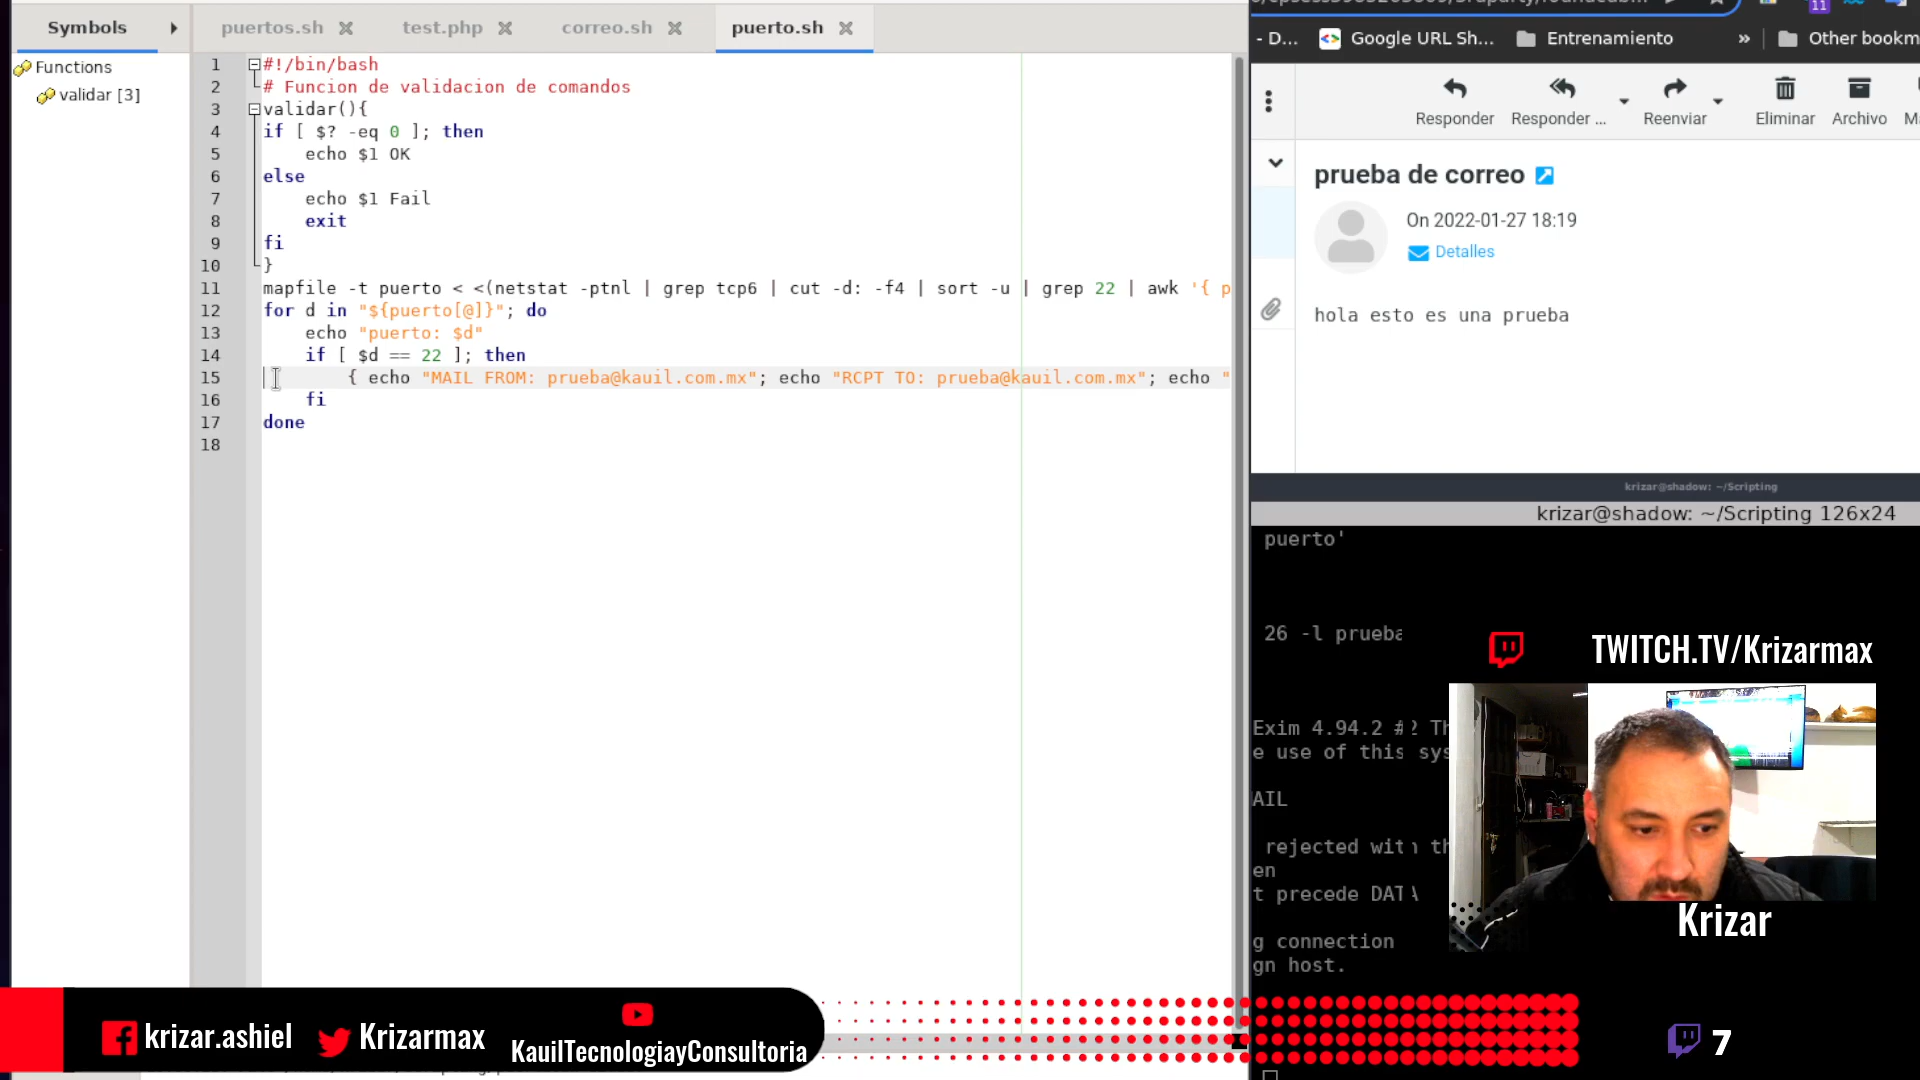 Symbols
puertos.sh
test.php
correo.sh
puerto.sh
Functions
validar [3]
1 #!/bin/bash
2 # Funcion de validacion de comandos
3 validar(){
4 if [ $? -eq 0 ]; then
5 echo $1 OK
6 else
7 echo $1 Fail
8 exit
9 fi
10 }
11 mapfile -t puerto < <(netstat -ptnl | grep tcp6 | cut -d: -f4 | sort -u | grep 22 | awk '{ p
12 for d in "${puerto[@]}"; do
13 echo "puerto: $d"
14 if [ $d == 22 ]; then
15 { echo "MAIL FROM: prueba@kauil.com.mx"; echo "RCPT TO: prueba@kauil.com.mx"; echo "
16 fi
17 done
18
11
- D...
Google URL Sh...
Entrenamiento
»
Other bookm
Responder
Responder ...
Reenviar
Eliminar
Archivo
prueba de correo
On 2022-01-27 18:19
Detalles
hola esto es una prueba
krizar@shadow: ~/Scripting
krizar@shadow: ~/Scripting 126x24
puerto'
26 -l prueba
Exim 4.94.2 #2 Th
e use of this sys
AIL
rejected with th
en
t precede DATA
g connection
gn host.
TWITCH.TV/Krizarmax
Krizar
krizar.ashiel
Krizarmax
KauilTecnologiayConsultoria
7